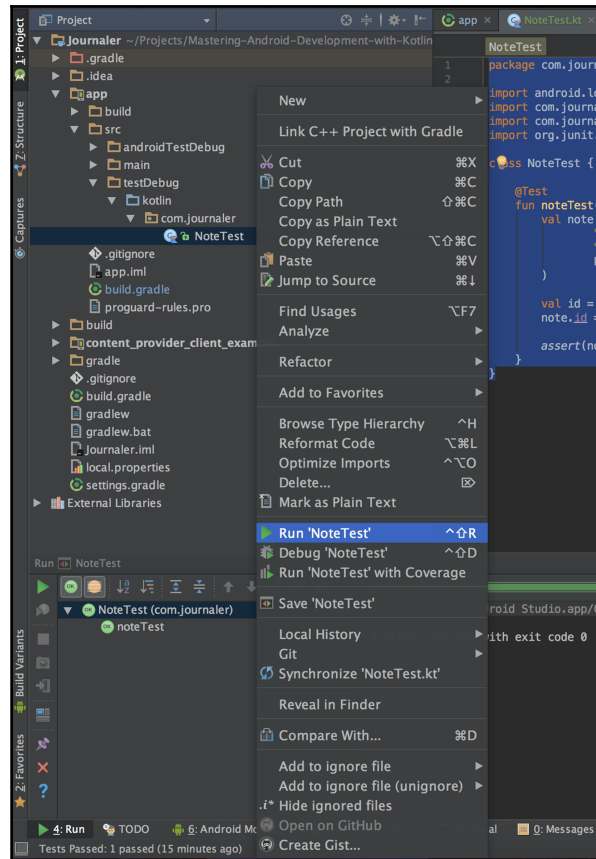 Project
app
NoteTest.kt
1: Project
Journaler ~/Projects/Mastering-Android-Development-with-Kotlin
NoteTest
.gradle
.idea
app
build
src
androidTestDebug
main
testDebug
kotlin
com.journaler
NoteTest
.gitignore
app.iml
build.gradle
proguard-rules.pro
build
content_provider_client_exam
gradle
.gitignore
build.gradle
gradlew
gradlew.bat
Journaler.iml
local.properties
settings.gradle
External Libraries
Z: Structure
Captures
Build Variants
2: Favorites
New
Link C++ Project with Gradle
Cut ⌘X
Copy ⌘C
Copy Path ⇧⌘C
Copy as Plain Text
Copy Reference ⌥⇧⌘C
Paste ⌘V
Jump to Source ⌘↓
Find Usages ⌥F7
Analyze
Refactor
Add to Favorites
Browse Type Hierarchy ^H
Reformat Code ⌥⌘L
Optimize Imports ^⌥O
Delete... ⌦
Mark as Plain Text
Run 'NoteTest' ^⇧R
Debug 'NoteTest' ^⇧D
Run 'NoteTest' with Coverage
Save 'NoteTest'
Local History
Git
Synchronize 'NoteTest.kt'
Reveal in Finder
Compare With... ⌘D
Add to ignore file
Add to ignore file (unignore)
.i* Hide ignored files
Open on GitHub
Create Gist...
1
2
package com.journ
import android.lo
import com.journa
import com.journa
import org.junit.
class NoteTest {
@Test
fun noteTest(
val note
)
val id =
note.id =
assert(no
}
}
Run NoteTest
OK
NoteTest (com.journaler)
noteTest
roid Studio.app/C
with exit code 0
4: Run
TODO
6: Android Mo
al
0: Messages
Tests Passed: 1 passed (15 minutes ago)